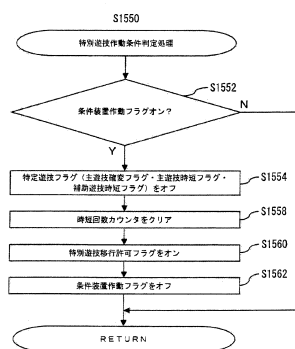 S1550
特別遊技作動条件判定処理
S1552
条件装置作動フラグオン?
N
Y
特定遊技フラグ（主遊技確変フラグ・主遊技時短フラグ・
補助遊技時短フラグ）をオフ
S1554
時短回数カウンタをクリア
S1558
特別遊技移行許可フラグをオン
S1560
条件装置作動フラグをオフ
S1562
RETURN